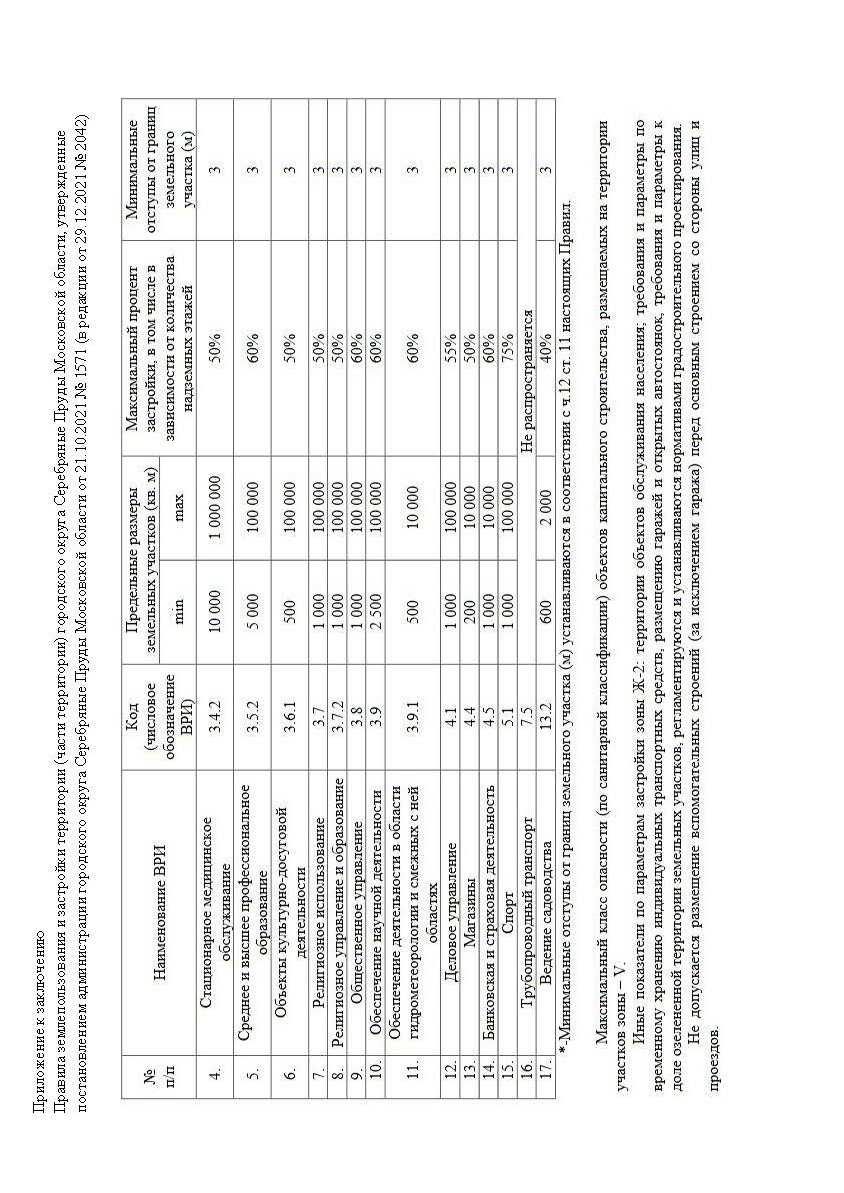 Приложение к заключению
Правила землепользования и застройки территории (части территории) городского округа Серебряные Пруды Московской области, утвержденные
постановлением администрации городского округа Серебряные Пруды Московской области от 21.10.2021 № 1571 (в редакции от 29.12.2021 № 2042)
№ п/п
Наименование ВРИ
Код (числовое обозначение ВРИ)
Предельные размеры земельных участков (кв. м)
min
max
Максимальный процент застройки, в том числе в зависимости от количества надземных этажей
Минимальные отступы от границ земельного участка (м)
4. Стационарное медицинское обслуживание 3.4.2 10 000 1 000 000 50% 3
5. Среднее и высшее профессиональное образование 3.5.2 5 000 100 000 60% 3
6. Объекты культурно-досуговой деятельности 3.6.1 500 100 000 50% 3
7. Религиозное использование 3.7 1 000 100 000 50% 3
8. Религиозное управление и образование 3.7.2 1 000 100 000 50% 3
9. Общественное управление 3.8 1 000 100 000 60% 3
10. Обеспечение научной деятельности 3.9 2 500 100 000 60% 3
11. Обеспечение деятельности в области гидрометеорологии и смежных с ней областях 3.9.1 500 10 000 60% 3
12. Деловое управление 4.1 1 000 100 000 55% 3
13. Магазины 4.4 200 10 000 50% 3
14. Банковская и страховая деятельность 4.5 1 000 10 000 60% 3
15. Спорт 5.1 1 000 100 000 75% 3
16. Трубопроводный транспорт 7.5 Не распространяется
17. Ведение садоводства 13.2 600 2 000 40% 3
*-Минимальные отступы от границ земельного участка (м) устанавливаются в соответствии с ч.12 ст. 11 настоящих Правил.
Максимальный класс опасности (по санитарной классификации) объектов капитального строительства, размещаемых на территории
участков зоны – V.
Иные показатели по параметрам застройки зоны Ж-2: территории объектов обслуживания населения; требования и параметры по
временному хранению индивидуальных транспортных средств, размещению гаражей и открытых автостоянок, требования и параметры к
доле озелененной территории земельных участков, регламентируются и устанавливаются нормативами градостроительного проектирования.
Не допускается размещение вспомогательных строений (за исключением гаража) перед основным строением со стороны улиц и
проездов.